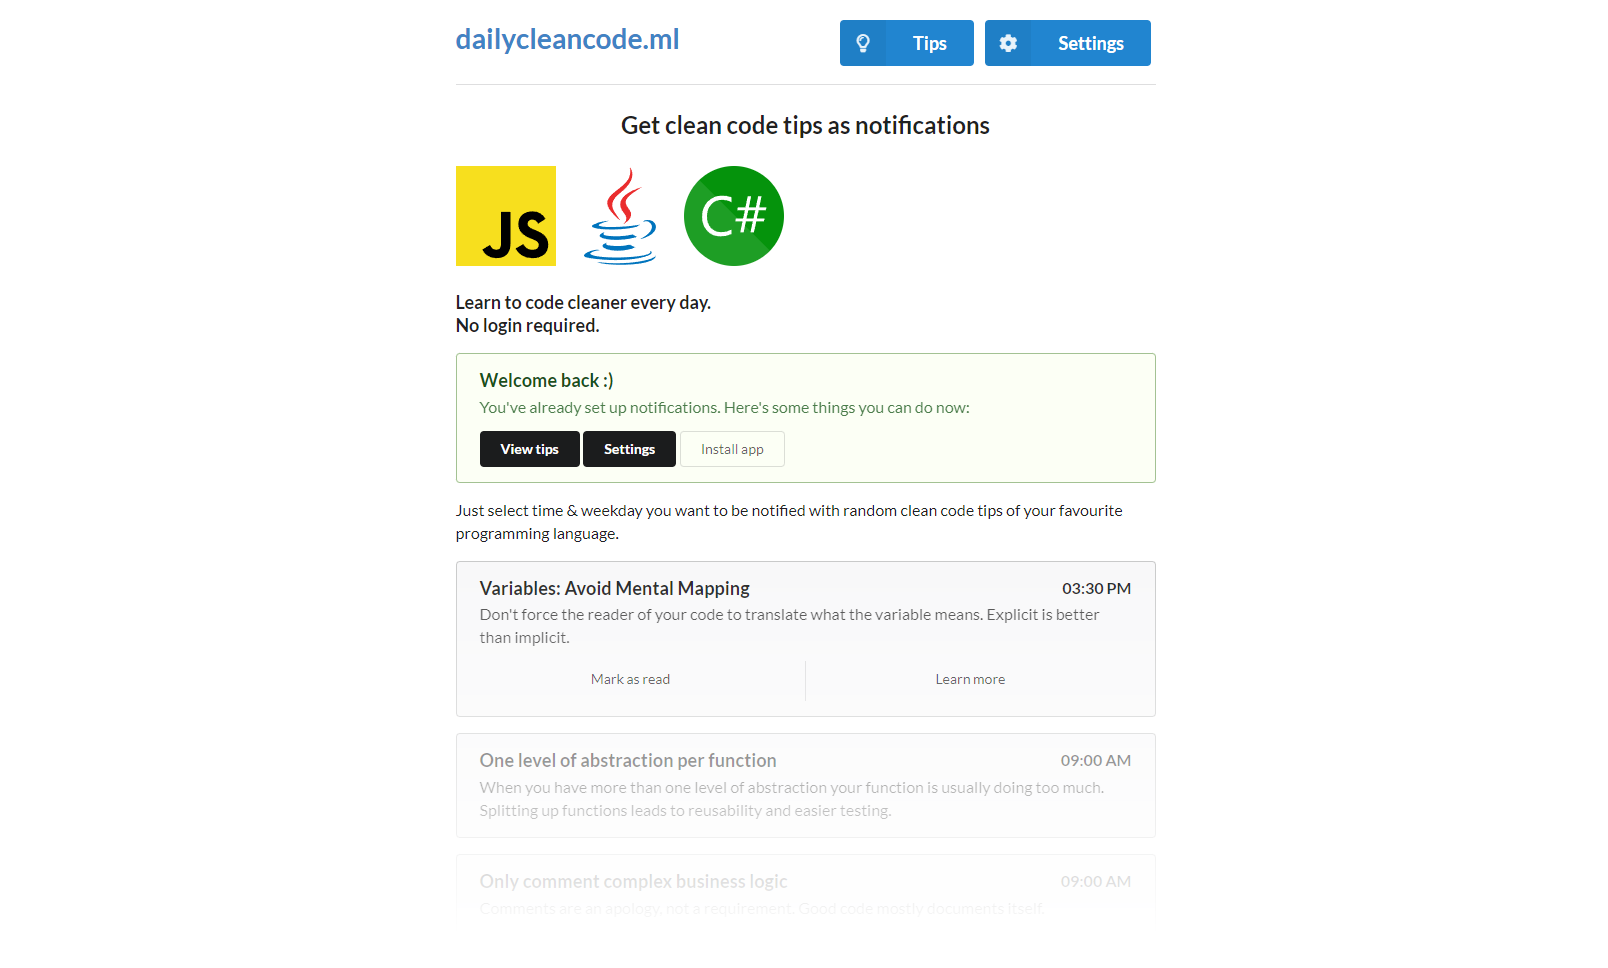 dailycleancode.ml
Tips
Settings
Get clean code tips as notifications
JS
C#
Learn to code cleaner every day.
No login required.
Welcome back :)
You've already set up notifications. Here's some things you can do now:
View tips
Settings
Install app
Just select time & weekday you want to be notified with random clean code tips of your favourite
programming language.
Variables: Avoid Mental Mapping
03:30 PM
Don't force the reader of your code to translate what the variable means. Explicit is better
than implicit.
Mark as read
Learn more
One level of abstraction per function
09:00 AM
When you have more than one level of abstraction your function is usually doing too much.
Splitting up functions leads to reusability and easier testing.
Only comment complex business logic
09:00 AM
Comments are an apology, not a requirement. Good code mostly documents itself.